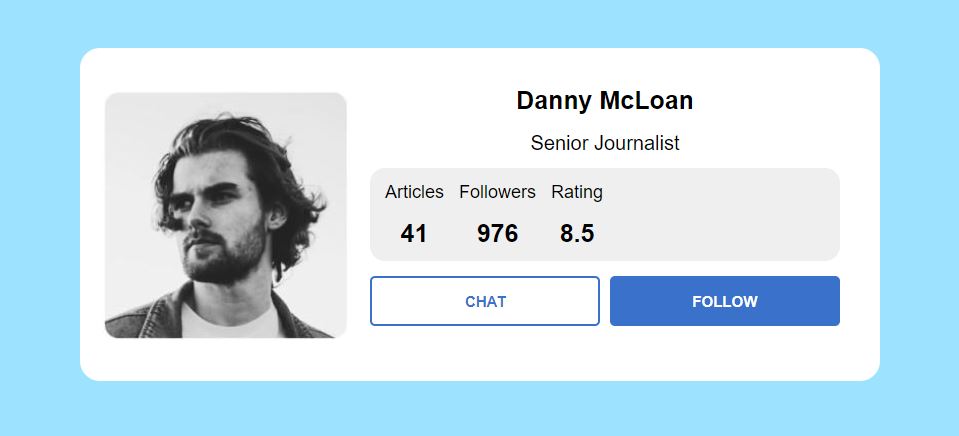 Danny McLoan
Senior Journalist
Articles Followers Rating
41 976 8.5
CHAT FOLLOW